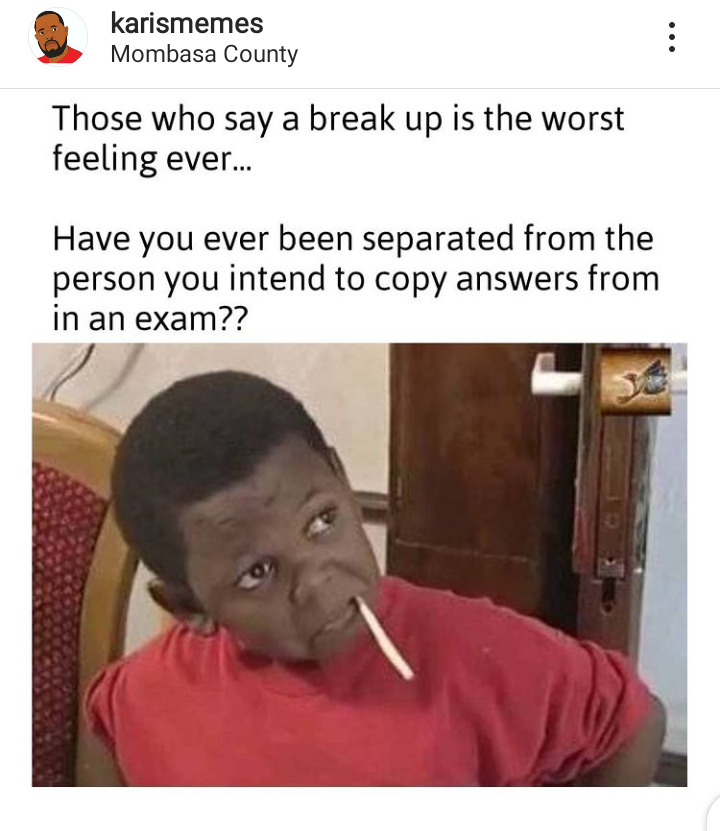 karismemes
Mombasa County
Those who say a break up is the worst
feeling ever...
Have you ever been separated from the
person you intend to copy answers from
in an exam??